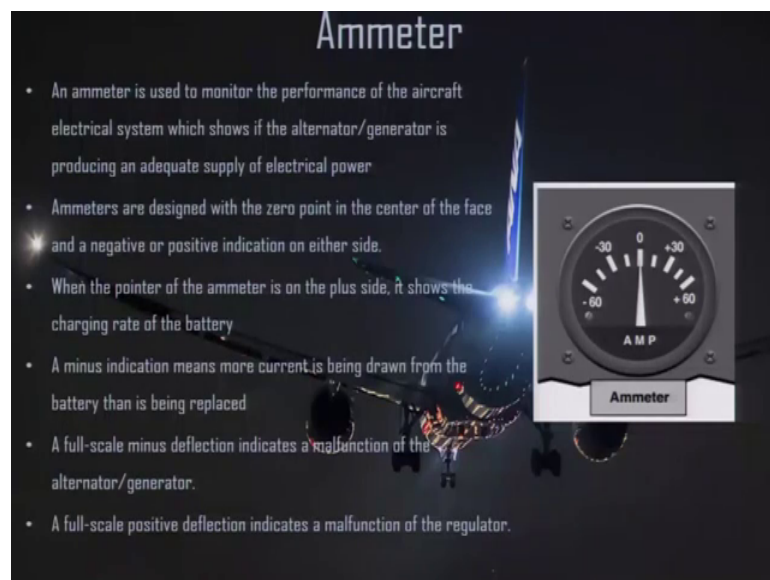 Ammeter
• An ammeter is used to monitor the performance of the aircraft
electrical system which shows if the alternator/generator is
producing an adequate supply of electrical power
• Ammeters are designed with the zero point in the center of the face
and a negative or positive indication on either side.
• When the pointer of the ammeter is on the plus side, it shows the
charging rate of the battery
• A minus indication means more current is being drawn from the
battery than is being replaced
• A full-scale minus deflection indicates a malfunction of the
alternator/generator.
• A full-scale positive deflection indicates a malfunction of the regulator.
-60
-30
0
+30
+60
AMP
Ammeter